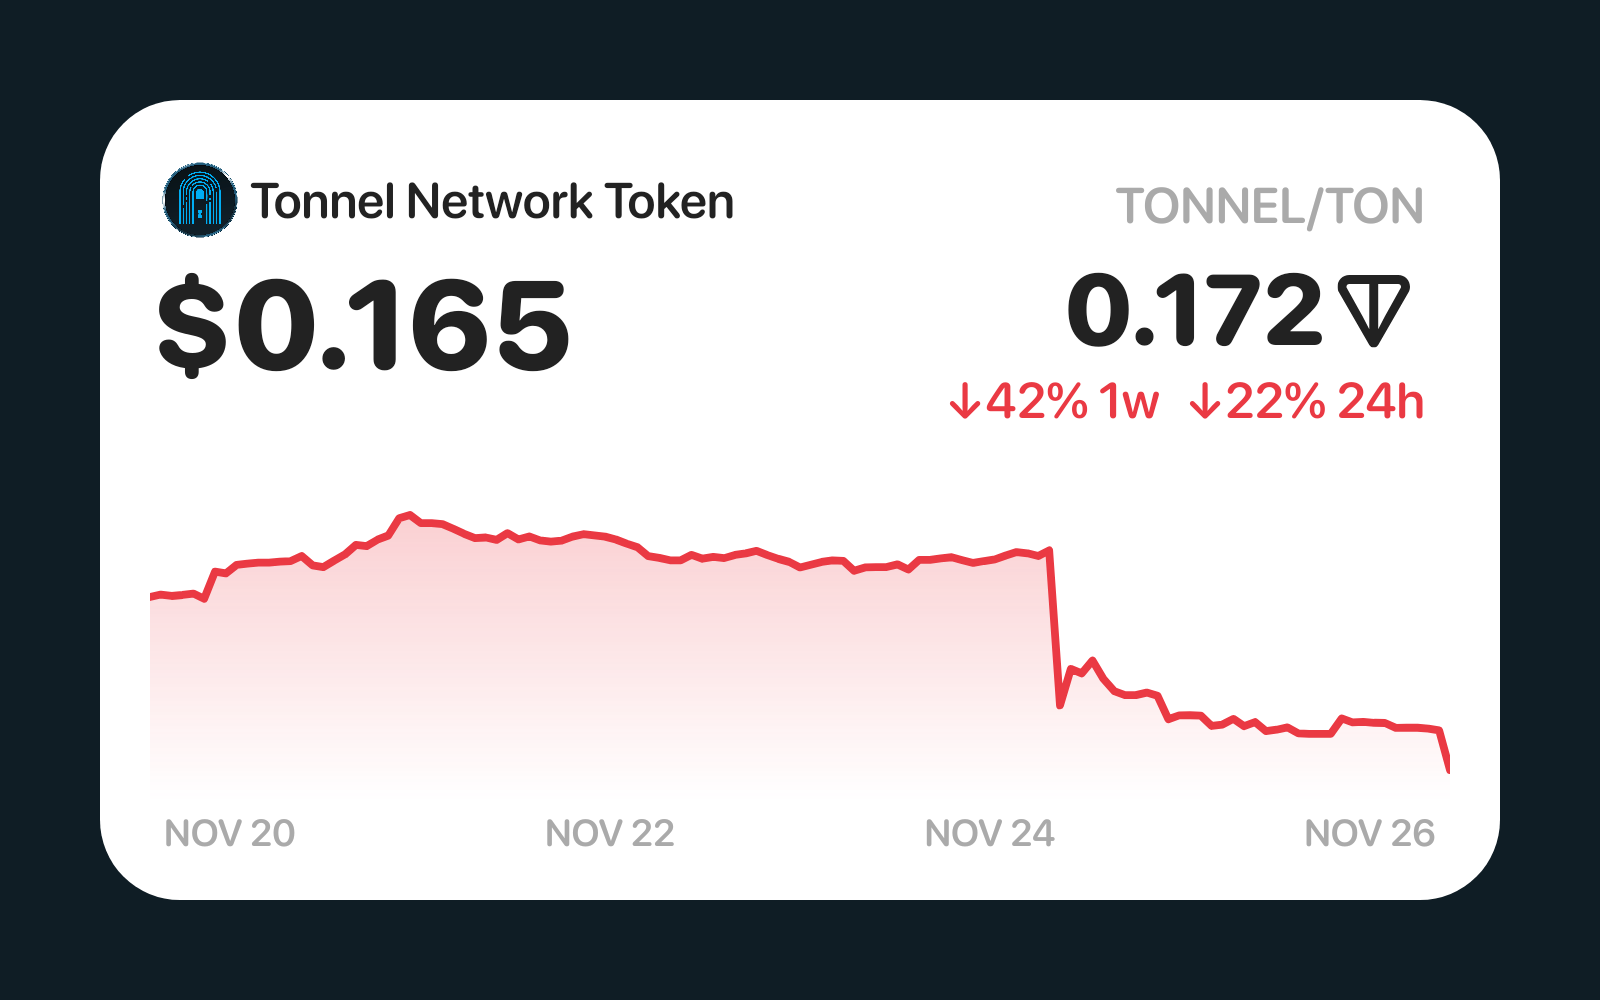 Tonnel Network Token
TONNEL/TON
$0.165
0.172
↓42% 1w ↓22% 24h
NOV 20 NOV 22 NOV 24 NOV 26